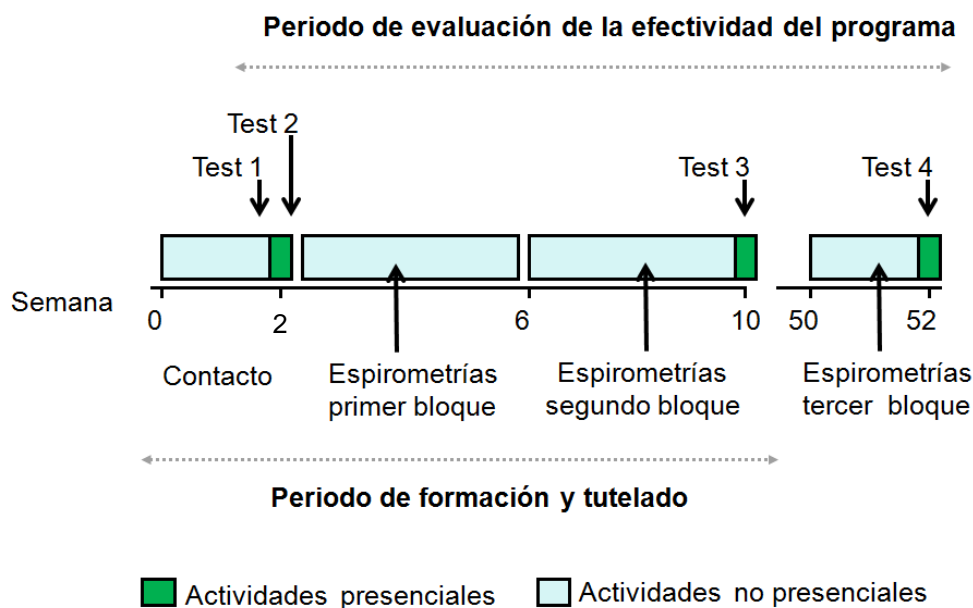 Periodo de evaluación de la efectividad del programa
Test 2
Test 1
Test 3
Test 4
Semana
0
2
6
10
50
52
Contacto
Espirometrías
primer bloque
Espirometrías
segundo bloque
Espirometrías
tercer bloque
Periodo de formación y tutelado
Actividades presenciales
Actividades no presenciales